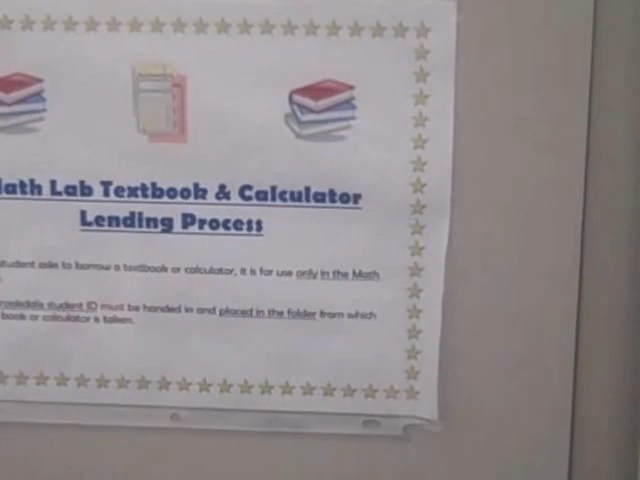 ath Lab Textbook & Calculator
Lending Process
student asks to borrow a textbook or calculator, it is for use only in the Math
student ID must be handed in and placed in the folder from which
book or calculator is taken.